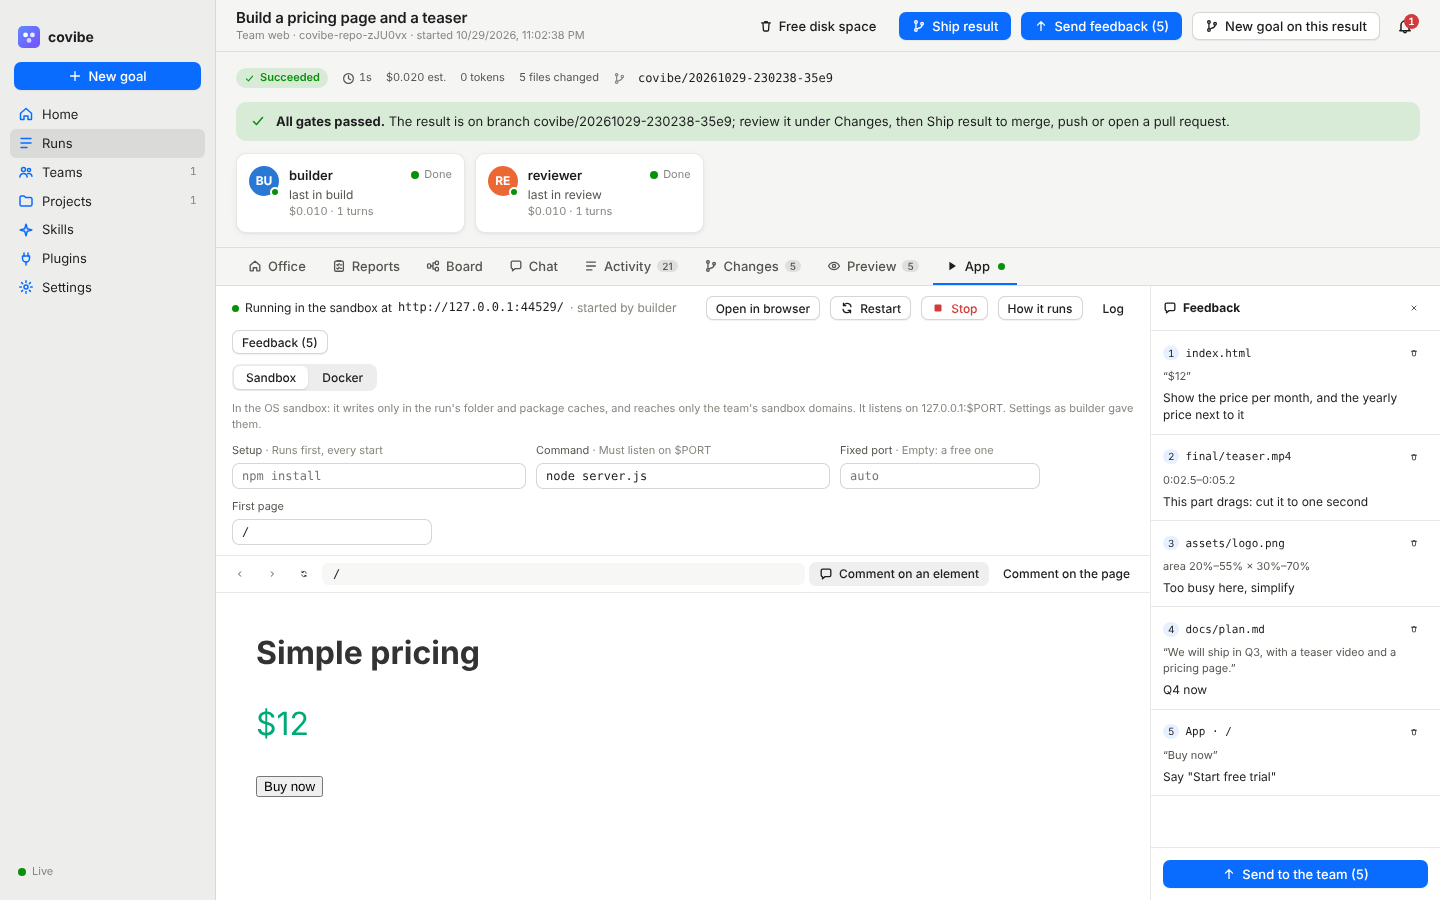 covibe
New goal
Home
Runs
Teams 1
Projects 1
Skills
Plugins
Settings
Live
Build a pricing page and a teaser
Team web · covibe-repo-zJU0vx · started 10/29/2026, 11:02:38 PM
Free disk space
Ship result
Send feedback (5)
New goal on this result
1
Succeeded
1s
$0.020 est.
0 tokens
5 files changed
covibe/20261029-230238-35e9
All gates passed. The result is on branch covibe/20261029-230238-35e9; review it under Changes, then Ship result to merge, push or open a pull request.
BU
builder
Done
last in build
$0.010 · 1 turns
RE
reviewer
Done
last in review
$0.010 · 1 turns
Office
Reports
Board
Chat
Activity 21
Changes 5
Preview 5
App
Running in the sandbox at http://127.0.0.1:44529/ · started by builder
Open in browser
Restart
Stop
How it runs
Log
Feedback (5)
Sandbox
Docker
In the OS sandbox: it writes only in the run's folder and package caches, and reaches only the team's sandbox domains. It listens on 127.0.0.1:$PORT. Settings as builder gave
them.
Setup · Runs first, every start
npm install
Command · Must listen on $PORT
node server.js
Fixed port · Empty: a free one
auto
First page
/
/
Comment on an element
Comment on the page
Simple pricing
$12
Buy now
Feedback
1 index.html
“$12”
Show the price per month, and the yearly
price next to it
2 final/teaser.mp4
0:02.5–0:05.2
This part drags: cut it to one second
3 assets/logo.png
area 20%–55% × 30%–70%
Too busy here, simplify
4 docs/plan.md
“We will ship in Q3, with a teaser video and a
pricing page.”
Q4 now
5 App · /
“Buy now”
Say "Start free trial"
Send to the team (5)